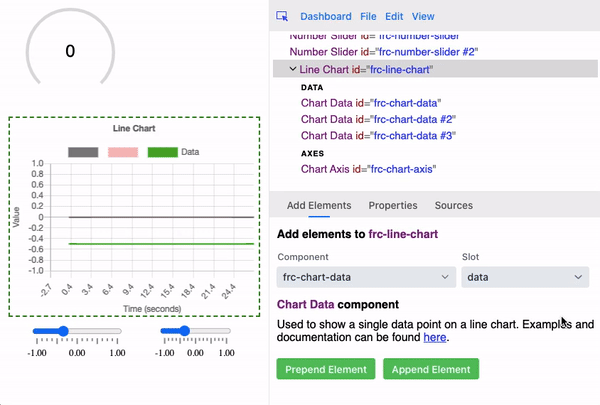 0
Line Chart
Data
1.0
0.8
0.6
0.4
0.2
0
-0.2
-0.4
-0.6
-0.8
-1.0
Value
-2.7 0.4 3.4 6.4 9.4 12.4 15.4 18.4 21.4 24.4
Time (seconds)
-1.00 0.00 1.00
-1.00 0.00 1.00
Dashboard File Edit View
Number Slider id="frc-number-slider"
Number Slider id="frc-number-slider #2"
Line Chart id="frc-line-chart"
DATA
Chart Data id="frc-chart-data"
Chart Data id="frc-chart-data #2"
Chart Data id="frc-chart-data #3"
AXES
Chart Axis id="frc-chart-axis"
Add Elements Properties Sources
Add elements to frc-line-chart
Component Slot
frc-chart-data data
Chart Data component
Used to show a single data point on a line chart. Examples and
documentation can be found here.
Prepend Element Append Element